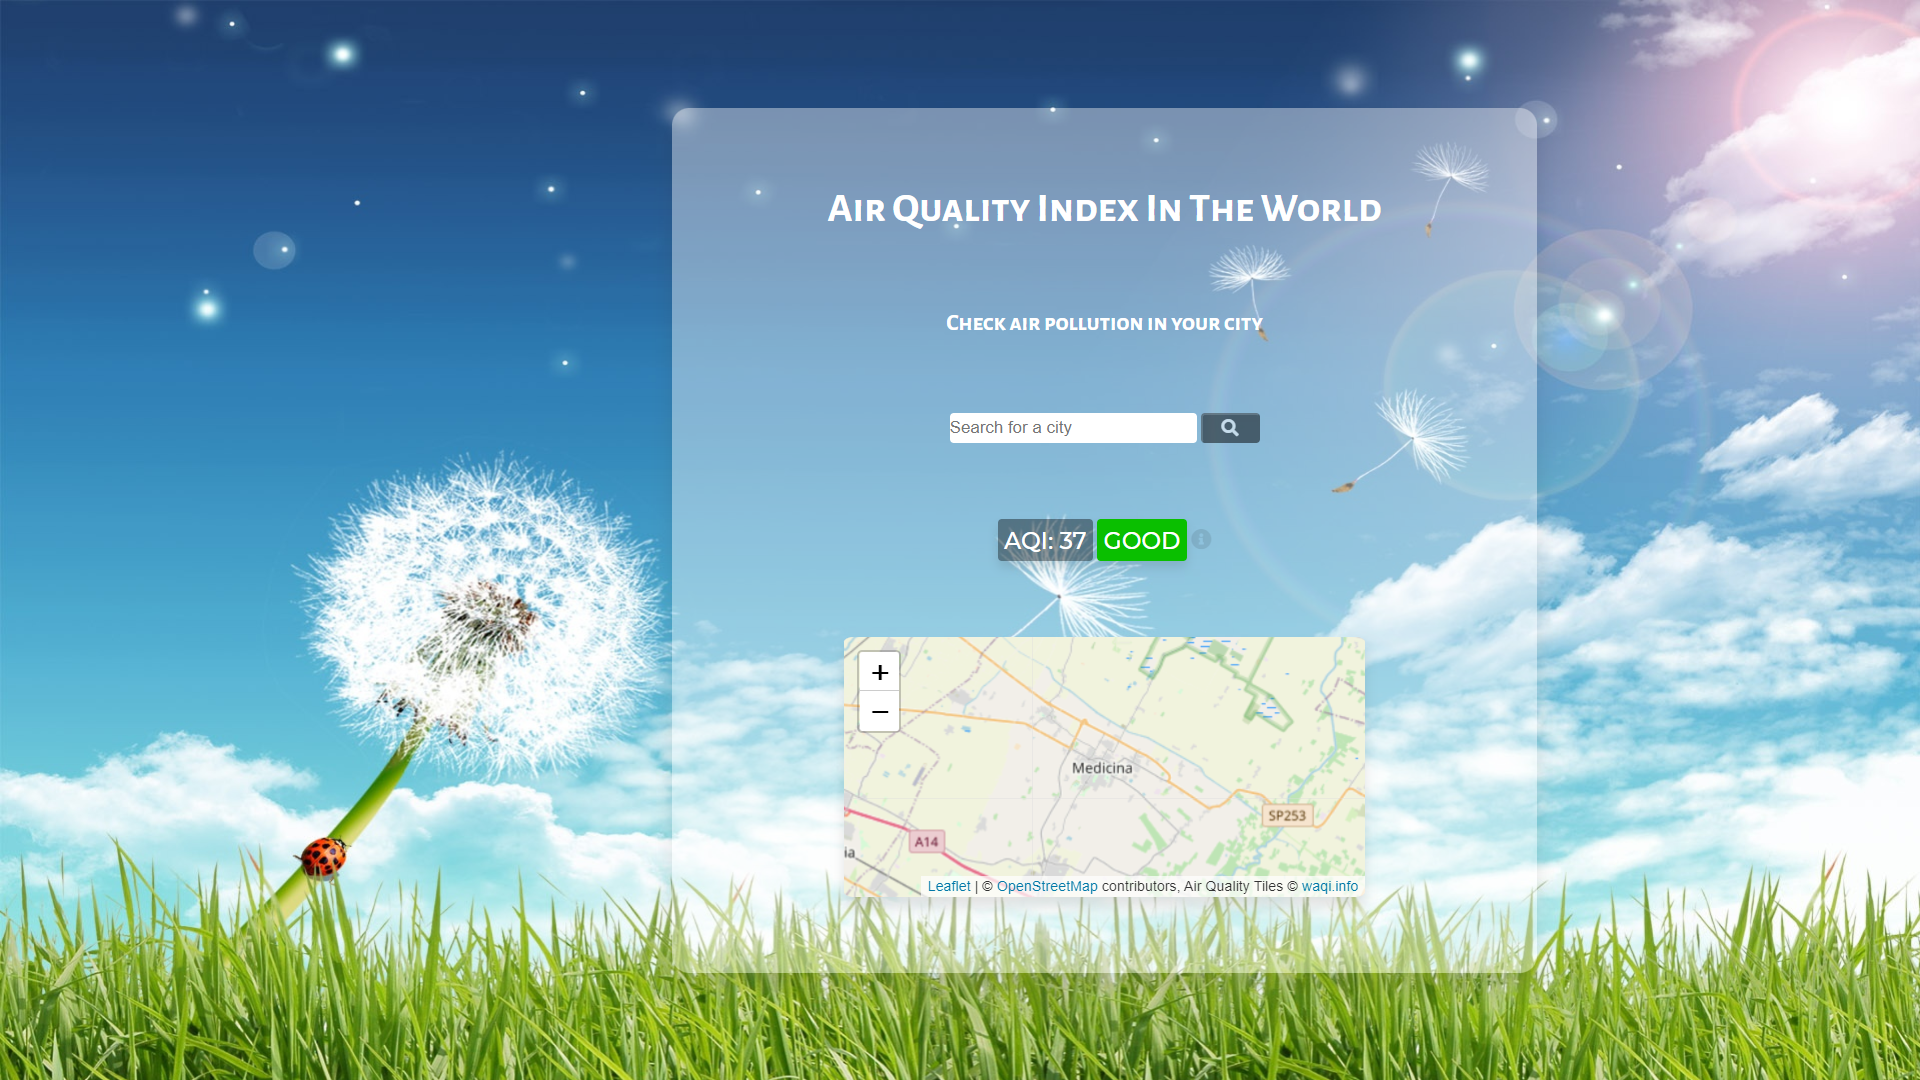 Air Quality Index In The World
Check air pollution in your city
Search for a city
AQI: 37
GOOD
+
−
Medicina
SP253
A14
ia
Leaflet | © OpenStreetMap contributors, Air Quality Tiles © waqi.info